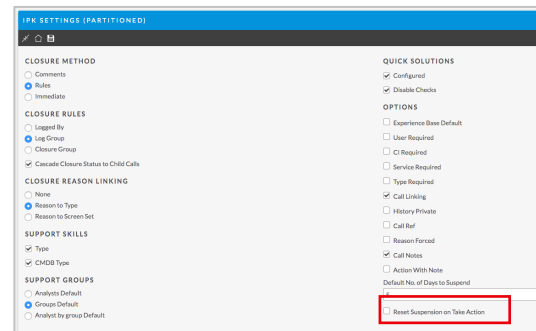 IPK SETTINGS (PARTITIONED)
CLOSURE METHOD
Comments
Rules
Immediate
CLOSURE RULES
Logged By
Log Group
Closure Group
Cascade Closure Status to Child Calls
CLOSURE REASON LINKING
None
Reason to Type
Reason to Screen Set
SUPPORT SKILLS
Type
CMDB Type
SUPPORT GROUPS
Analysts Default
Groups Default
Analyst by group Default
QUICK SOLUTIONS
Configured
Disable Checks
OPTIONS
Experience Base Default
User Required
CI Required
Service Required
Type Required
Call Linking
History Private
Call Ref
Reason Forced
Call Notes
Action With Note
Default No. of Days to Suspend
Reset Suspension on Take Action